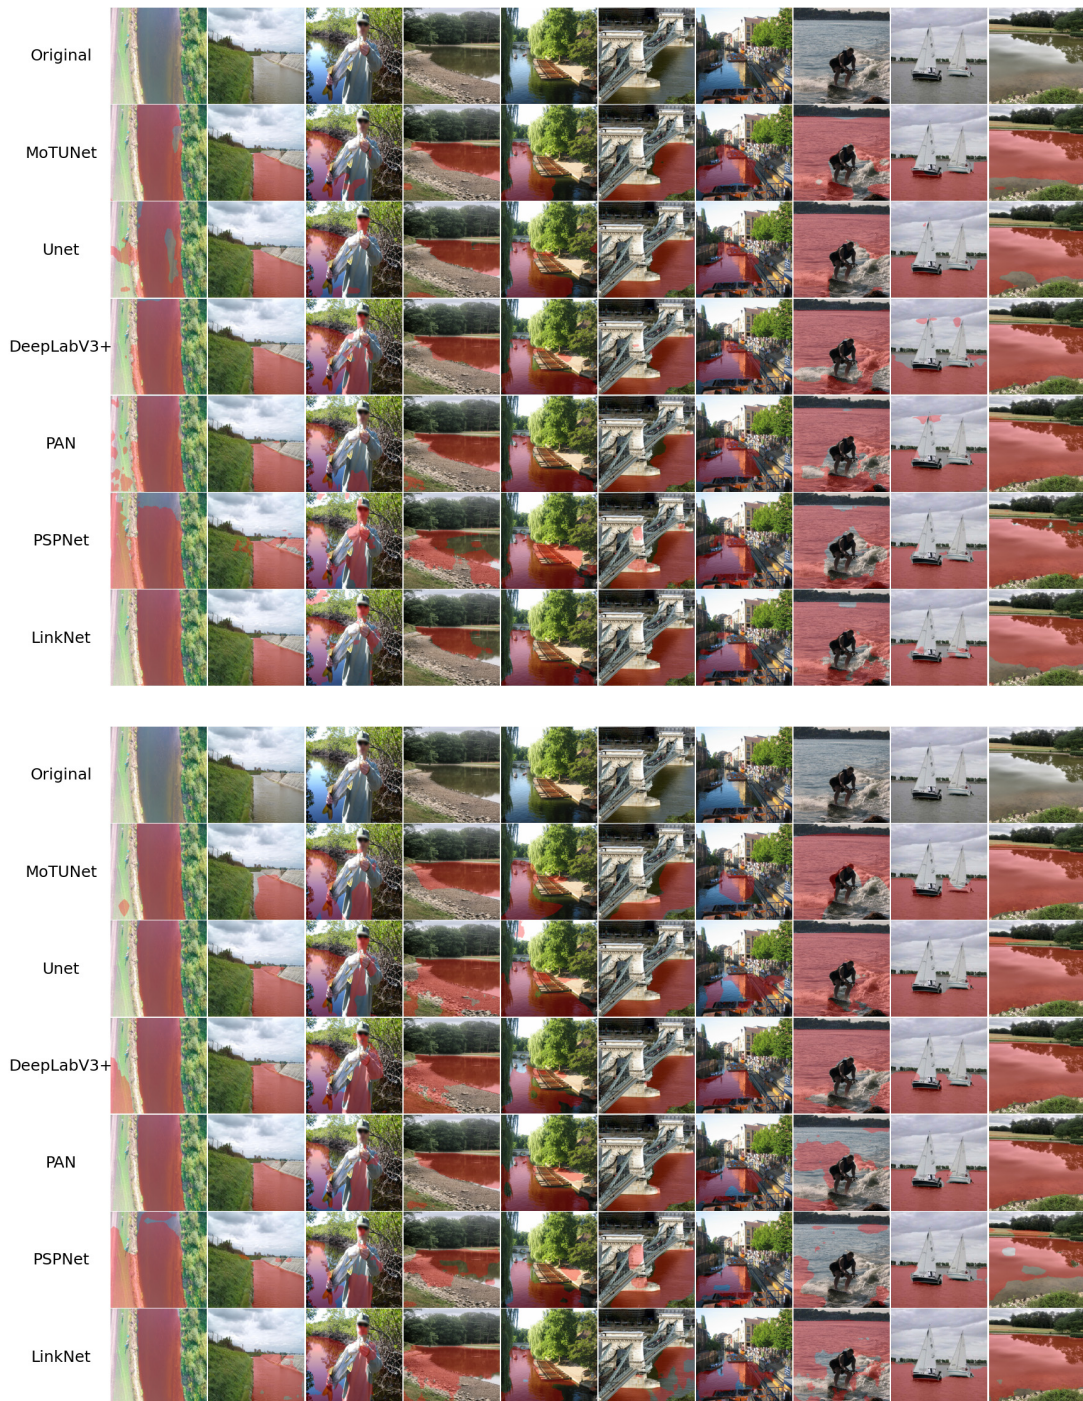 Original
MoTUNet
Unet
DeepLabV3+
PAN
PSPNet
LinkNet
Original
MoTUNet
Unet
DeepLabV3+
PAN
PSPNet
LinkNet